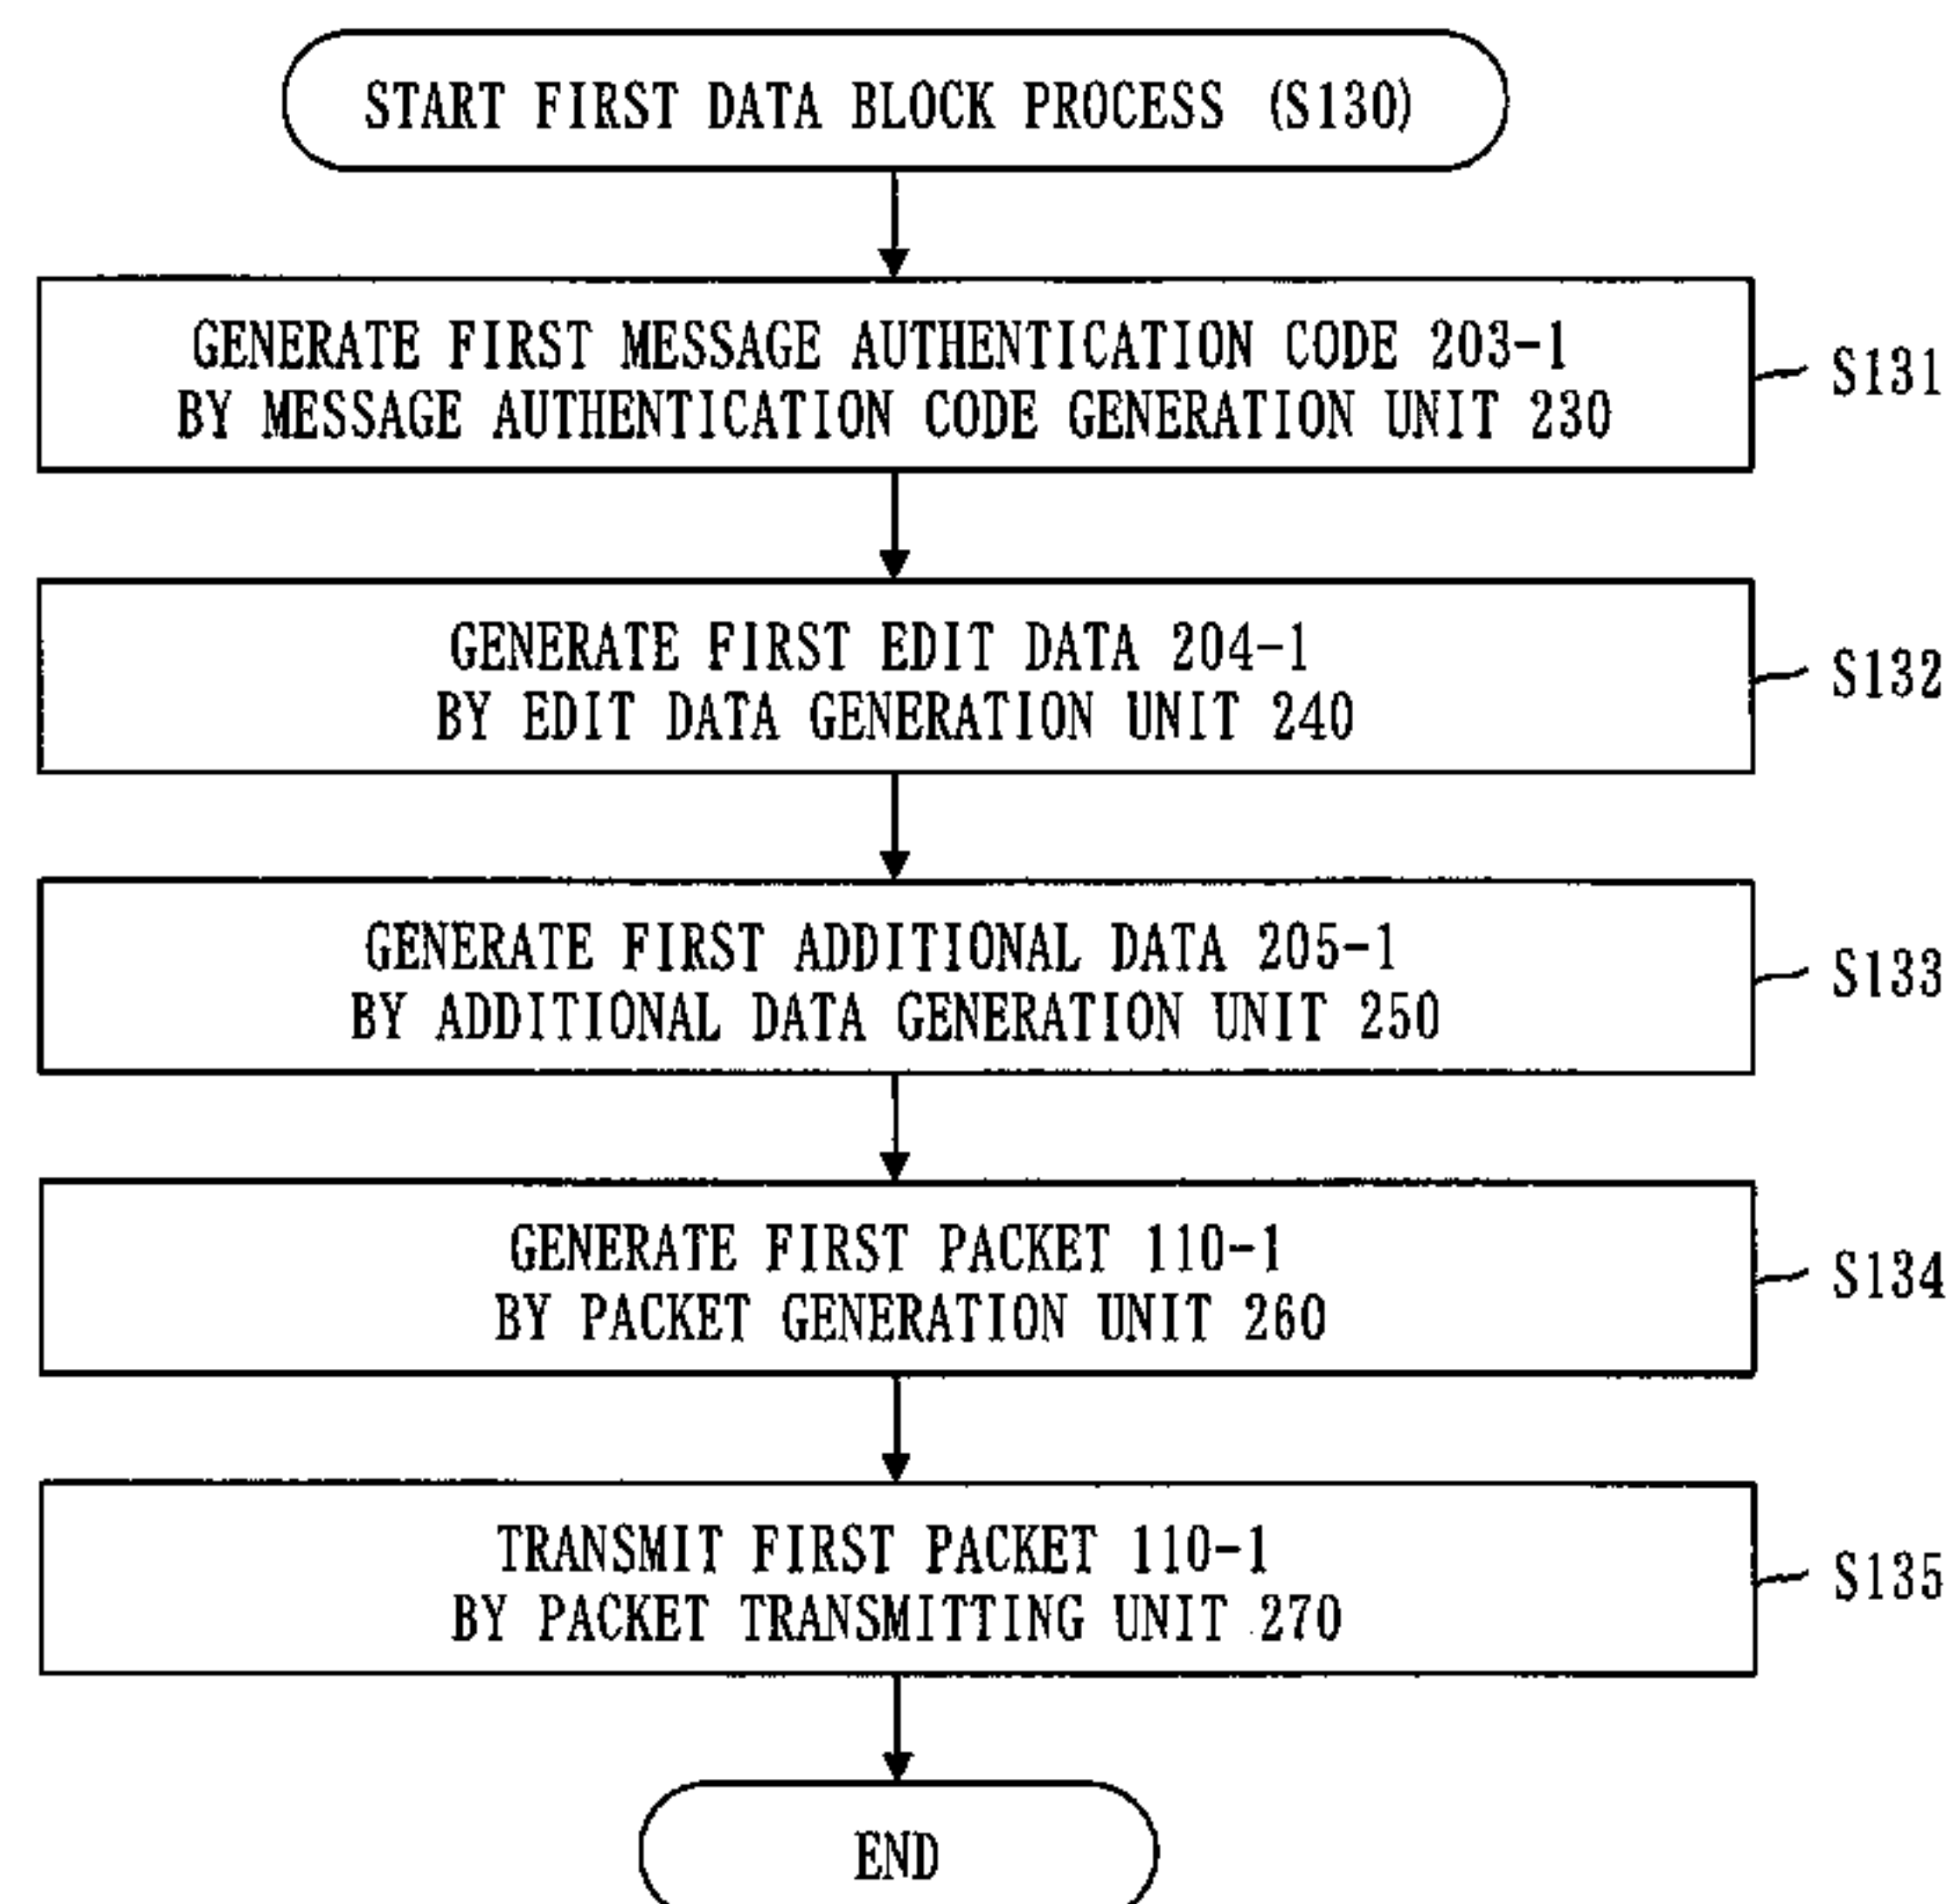 START FIRST DATA BLOCK PROCESS (S130)
GENERATE FIRST MESSAGE AUTHENTICATION CODE 203-1
BY MESSAGE AUTHENTICATION CODE GENERATION UNIT 230
S131
GENERATE FIRST EDIT DATA 204-1
BY EDIT DATA GENERATION UNIT 240
S132
GENERATE FIRST ADDITIONAL DATA 205-1
BY ADDITIONAL DATA GENERATION UNIT 250
S133
GENERATE FIRST PACKET 110-1
BY PACKET GENERATION UNIT 260
S134
TRANSMIT FIRST PACKET 110-1
BY PACKET TRANSMITTING UNIT 270
S135
END